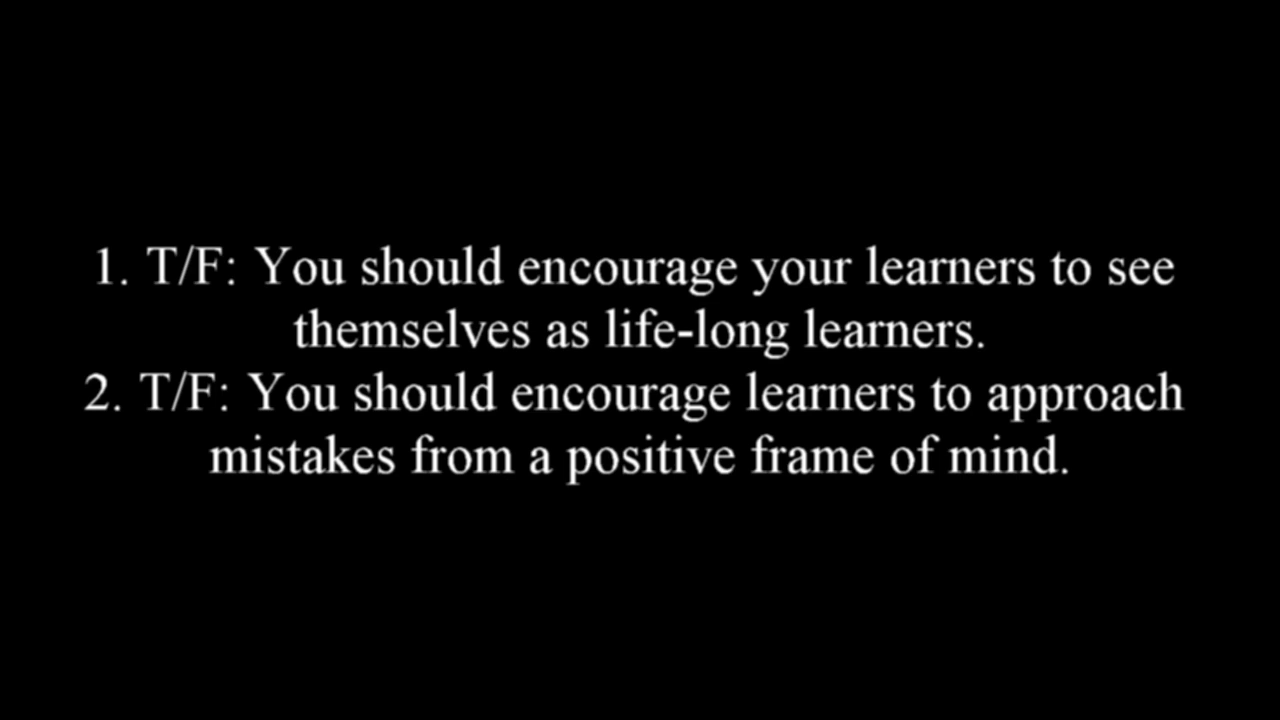 1. T/F: You should encourage your learners to see
themselves as life-long learners.
2. T/F: You should encourage learners to approach
mistakes from a positive frame of mind.